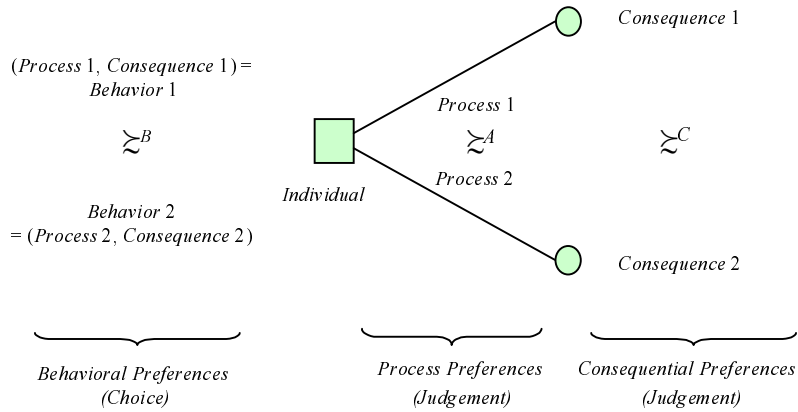 (Process 1, Consequence 1) =
Behavior 1
≿B
Behavior 2
= (Process 2, Consequence 2)
Individual
Process 1
≿A
Process 2
Consequence 1
≿C
Consequence 2
Behavioral Preferences
(Choice)
Process Preferences
(Judgement)
Consequential Preferences
(Judgement)